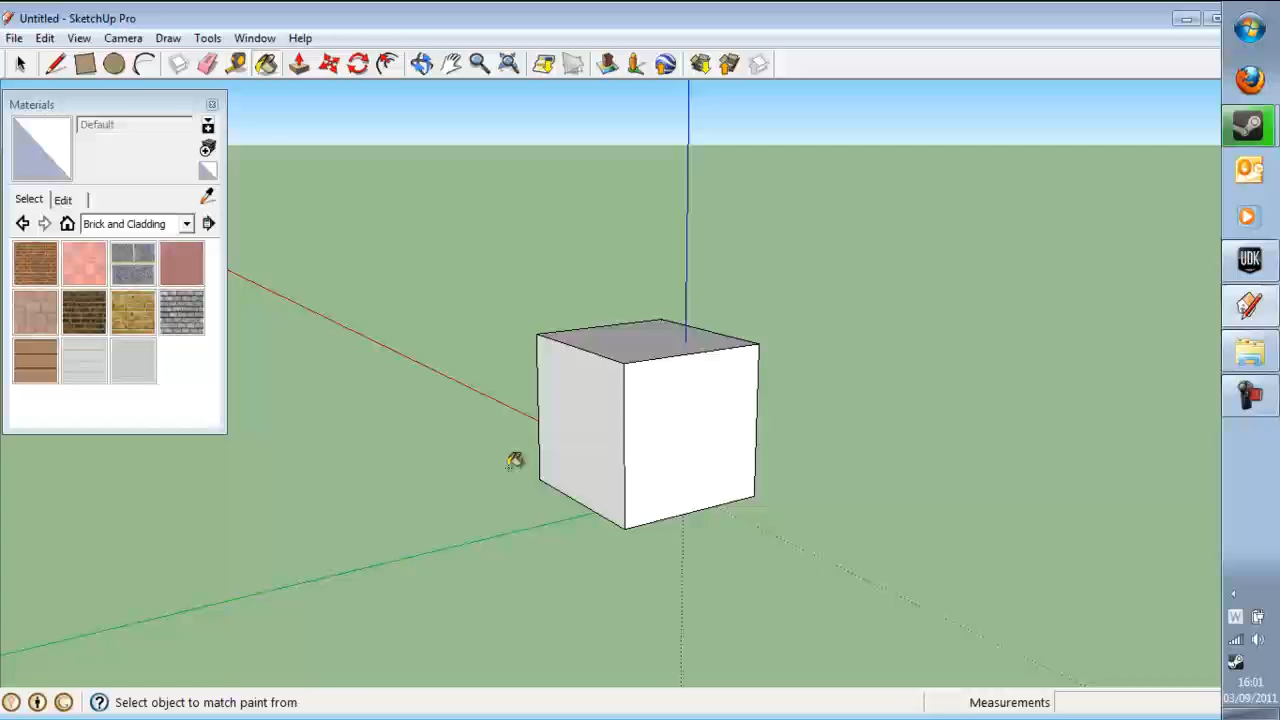 Untitled - SketchUp Pro
File Edit View Camera Draw Tools Window Help
Materials
Default
Select Edit
Brick and Cladding
UDK
W
16:01
03/09/2011
Select object to match paint from
Measurements